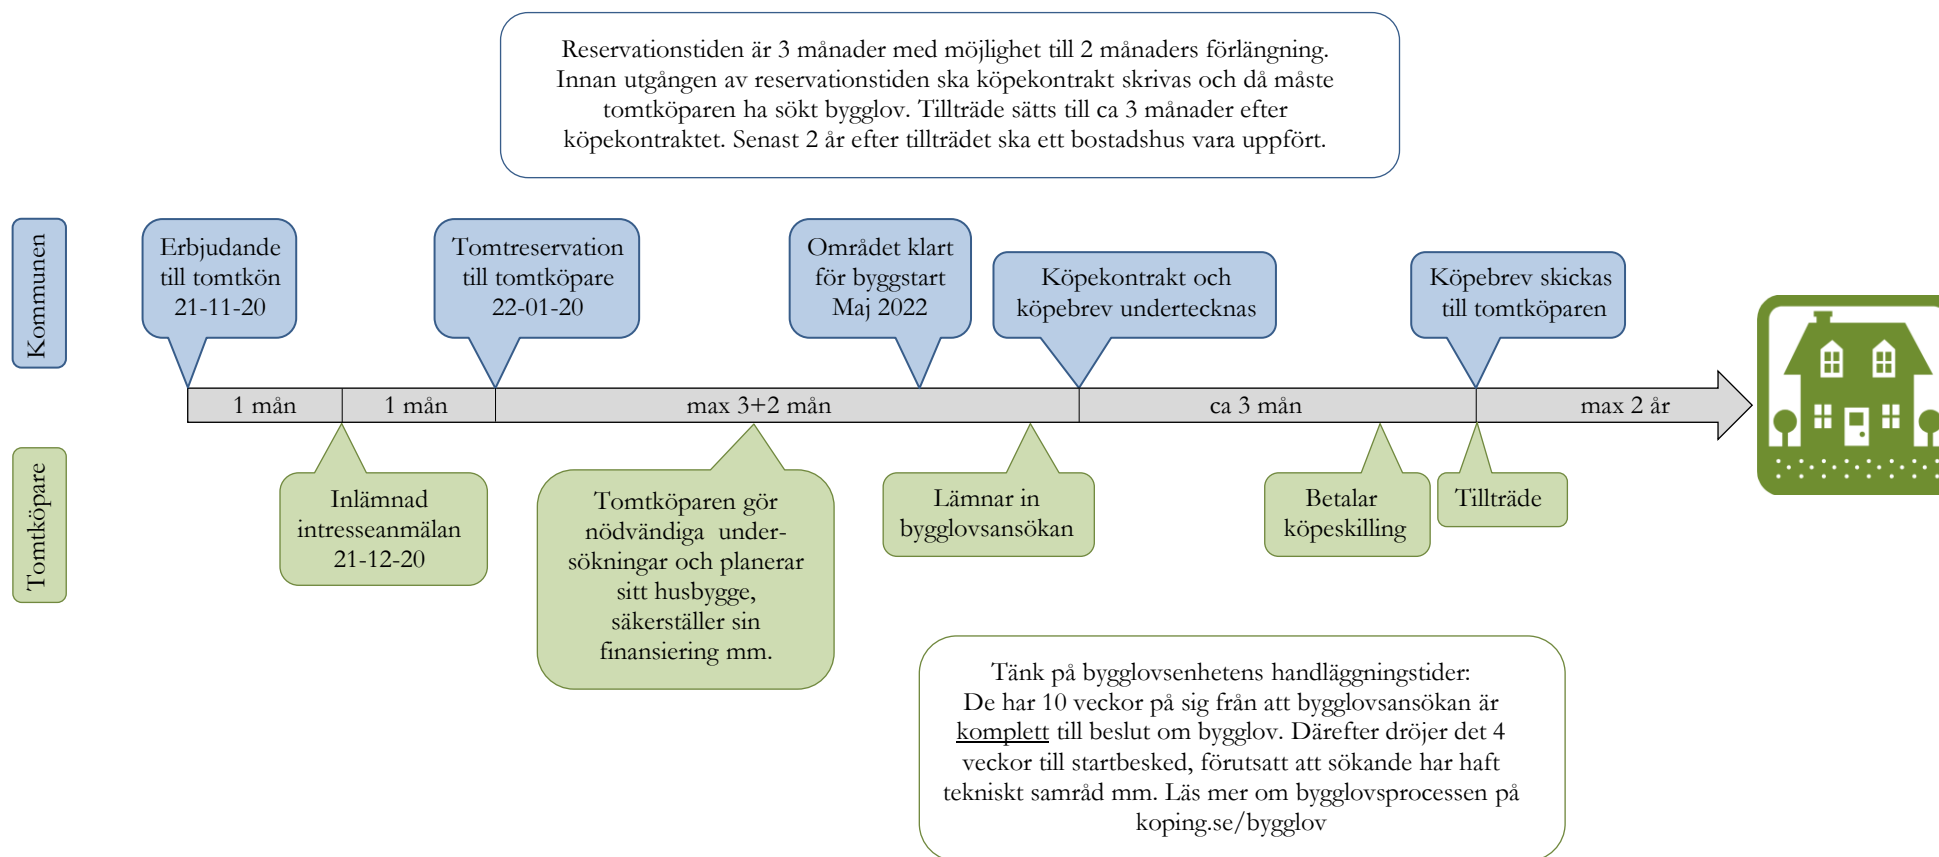 Reservationstiden är 3 månader med möjlighet till 2 månaders förlängning.
Innan utgången av reservationstiden ska köpekontrakt skrivas och då måste
tomtköparen ha sökt bygglov. Tillträde sätts till ca 3 månader efter
köpekontraktet. Senast 2 år efter tillträdet ska ett bostadshus vara uppfört.
Kommunen
Erbjudande
till tomtkön
21-11-20
Tomtreservation
till tomtköpare
22-01-20
Området klart
för byggstart
Maj 2022
Köpekontrakt och
köpebrev undertecknas
Köpebrev skickas
till tomtköparen
1 mån
1 mån
max 3+2 mån
ca 3 mån
max 2 år
Tomtköpare
Inlämnad
intresseanmälan
21-12-20
Tomtköparen gör
nödvändiga under-
sökningar och planerar
sitt husbygge,
säkerställer sin
finansiering mm.
Lämnar in
bygglovsansökan
Betalar
köpeskilling
Tillträde
Tänk på bygglovsenhetens handläggningstider:
De har 10 veckor på sig från att bygglovsansökan är
komplett till beslut om bygglov. Därefter dröjer det 4
veckor till startbesked, förutsatt att sökande har haft
tekniskt samråd mm. Läs mer om bygglovsprocessen på
koping.se/bygglov